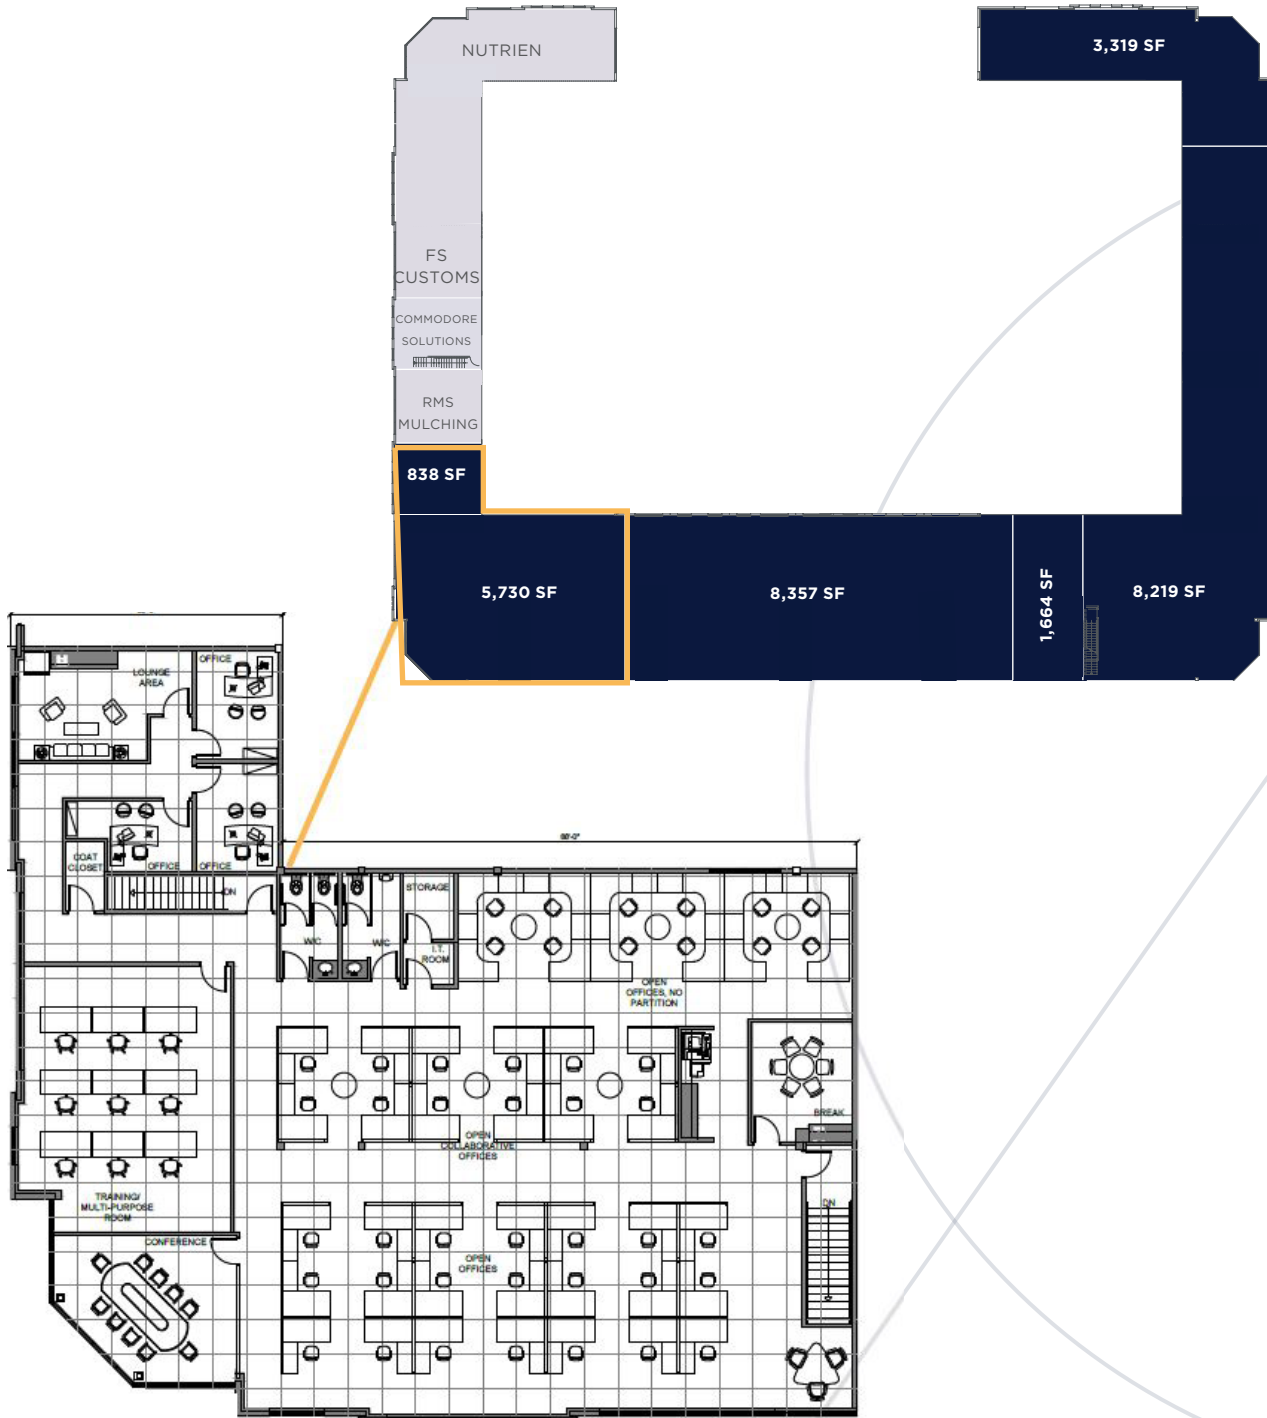 NUTRIEN
3,319 SF
FS
CUSTOMS
COMMODORE
SOLUTIONS
RMS
MULCHING
838 SF
5,730 SF
8,357 SF
1,664 SF
8,219 SF
LOUNGE
AREA
OFFICE
COAT
CLOSET
OFFICE
OFFICE
DN
W/C
W/C
STORAGE
I.T.
ROOM
OPEN
OFFICES, NO
PARTITION
OPEN
COLLABORATIVE
OFFICES
BREAK
DN
TRAINING/
MULTI-PURPOSE
ROOM
CONFERENCE
OPEN
OFFICES